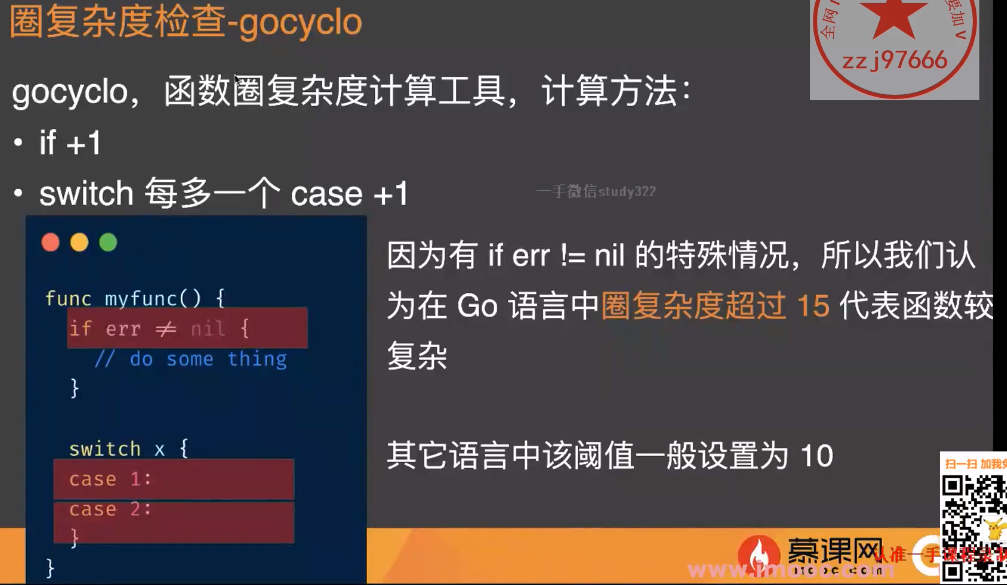 圈复杂度检查-gocyclo
全网
要加 V
zzj97666
gocyclo，函数圈复杂度计算工具，计算方法：
• if +1
• switch 每多一个 case +1
一手微信study322
func myfunc() {
if err ≠ nil {
// do some thing
}
switch x {
case 1:
case 2:
}
}
因为有 if err != nil 的特殊情况，所以我们认
为在 Go 语言中圈复杂度超过 15 代表函数较
复杂
其它语言中该阈值一般设置为 10
扫一扫 加我
慕课网
认准一手
www.imooc.com